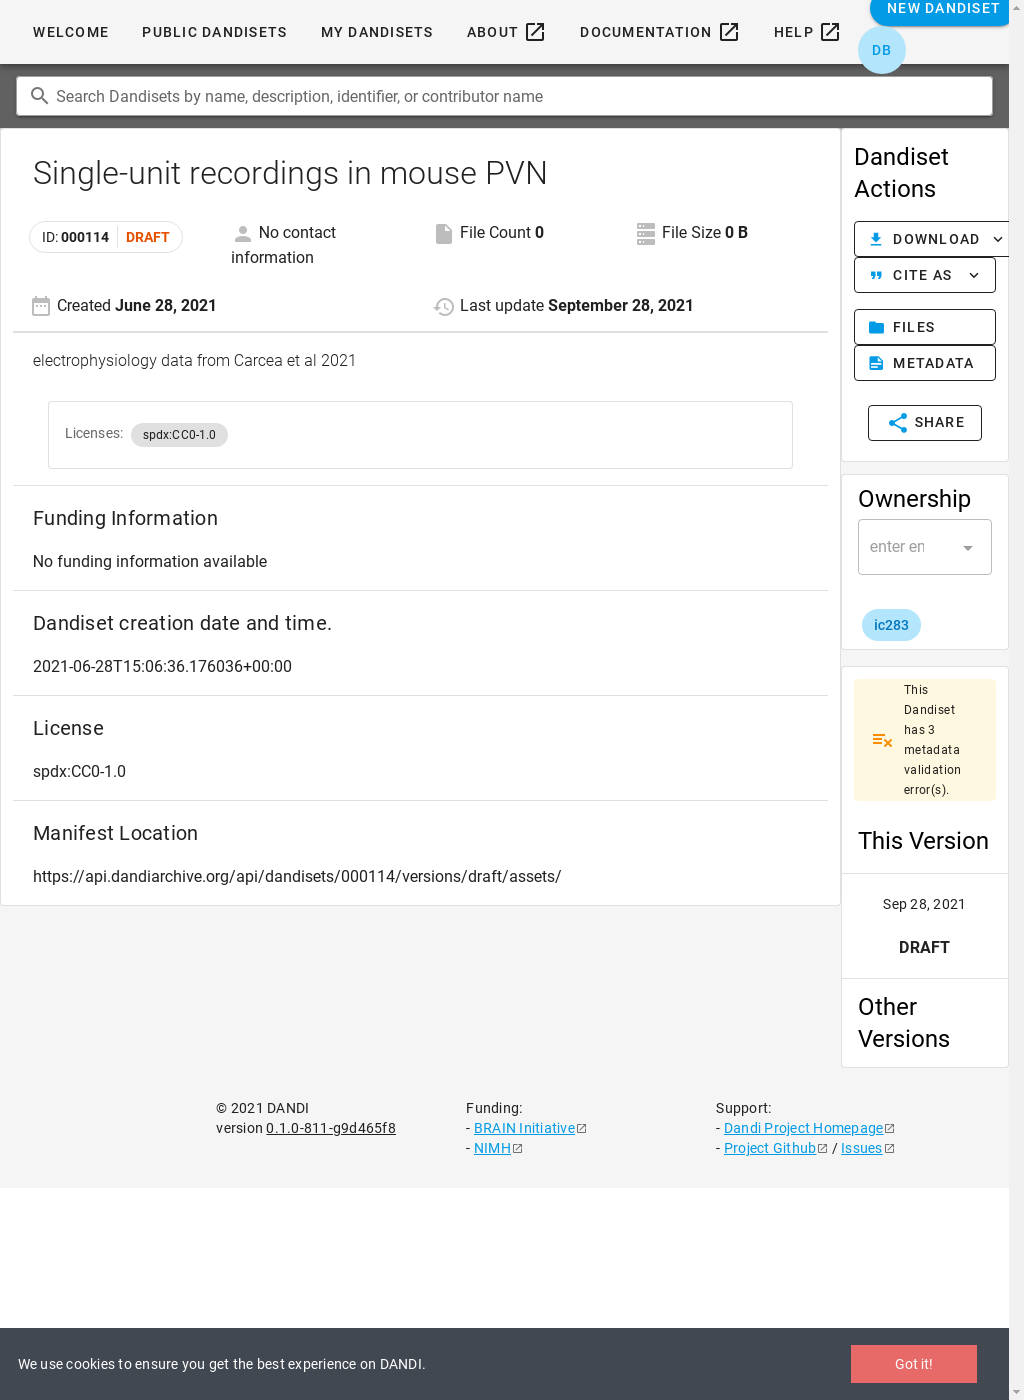 WELCOME PUBLIC DANDISETS MY DANDISETS ABOUT DOCUMENTATION HELP NEW DANDISET
DB
Search Dandisets by name, description, identifier, or contributor name
Single-unit recordings in mouse PVN
ID: 000114 DRAFT
No contact
information
File Count 0
File Size 0 B
Created June 28, 2021
Last update September 28, 2021
electrophysiology data from Carcea et al 2021
Licenses: spdx:CC0-1.0
Funding Information
No funding information available
Dandiset creation date and time.
2021-06-28T15:06:36.176036+00:00
License
spdx:CC0-1.0
Manifest Location
https://api.dandiarchive.org/api/dandisets/000114/versions/draft/assets/
Dandiset
Actions
DOWNLOAD
CITE AS
FILES
METADATA
SHARE
Ownership
enter en
ic283
This
Dandiset
has 3
metadata
validation
error(s).
This Version
Sep 28, 2021
DRAFT
Other
Versions
© 2021 DANDI
version 0.1.0-811-g9d465f8
Funding:
- BRAIN Initiative
- NIMH
Support:
- Dandi Project Homepage
- Project Github / Issues
We use cookies to ensure you get the best experience on DANDI.
Got it!